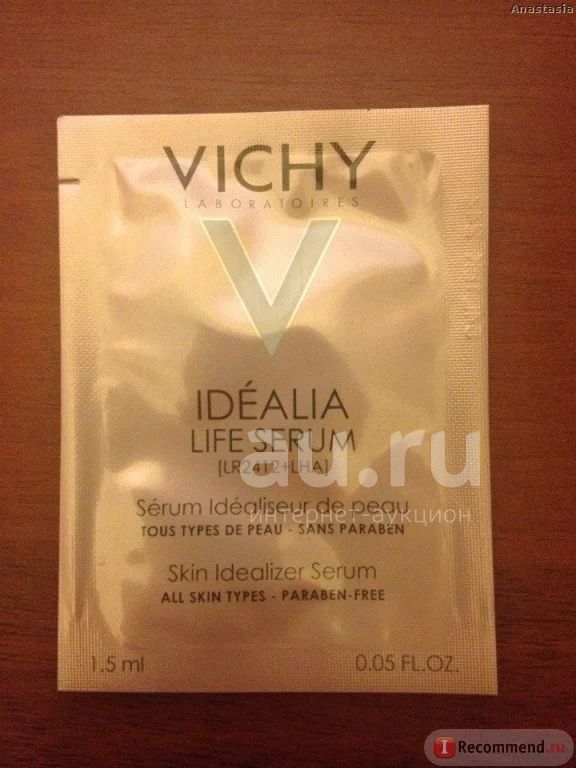 Anastasia
VICHY
LABORATOIRES
V
IDÉALIA
LIFE SERUM
[LR2412+LHA]
au.ru
интернет-аукцион
Sérum Idéaliseur de peau
TOUS TYPES DE PEAU - SANS PARABEN
Skin Idealizer Serum
ALL SKIN TYPES - PARABEN-FREE
1.5 ml 0.05 FL.OZ.
I Recommend.ru